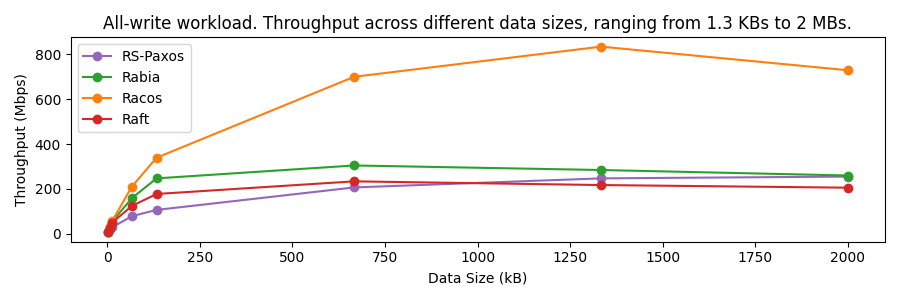 All-write workload. Throughput across different data sizes, ranging from 1.3 KBs to 2 MBs.
RS-Paxos
Rabia
Racos
Raft
Throughput (Mbps)
800
600
400
200
0
0 250 500 750 1000 1250 1500 1750 2000
Data Size (kB)